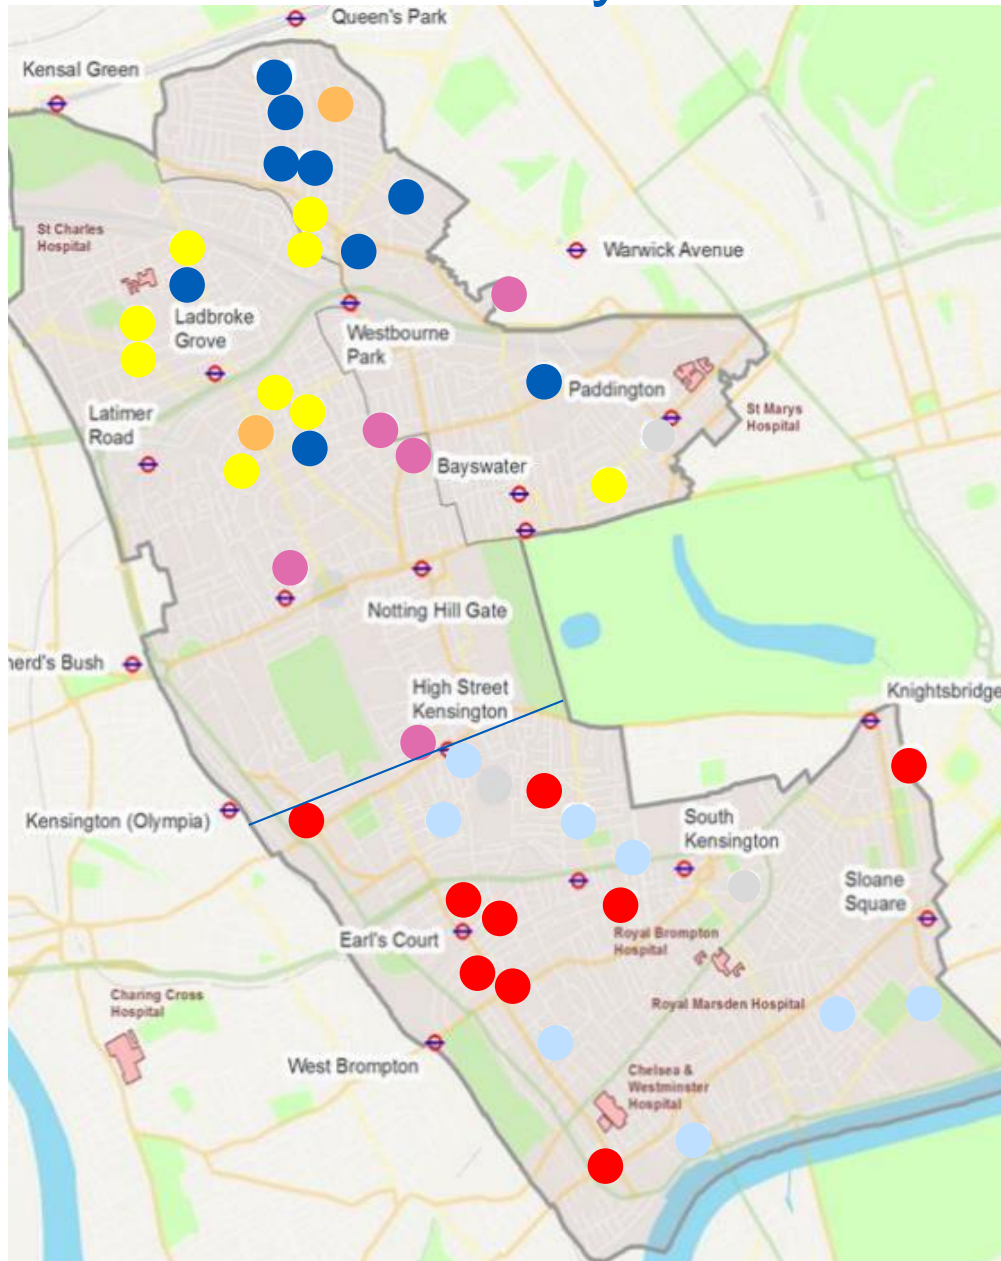 Queen's Park
Kensal Green
St Charles
Hospital
Warwick Avenue
Ladbroke
Grove
Westbourne
Park
Paddington
St Marys
Hospital
Latimer
Road
Bayswater
Notting Hill Gate
herd's Bush
High Street
Kensington
Knightsbridge
Kensington (Olympia)
South
Kensington
Sloane
Square
Earl's Court
Royal Brompton
Hospital
Charing Cross
Hospital
Royal Marsden Hospital
West Brompton
Chelsea &
Westminster
Hospital